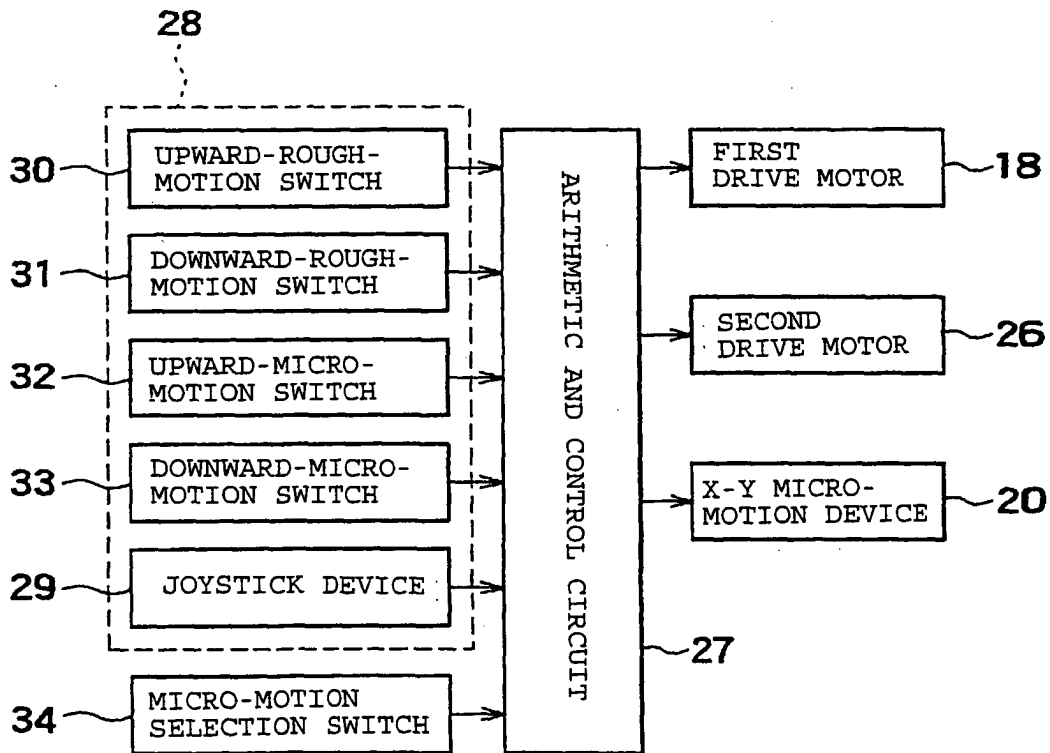 28
30
UPWARD-ROUGH-
MOTION SWITCH
31
DOWNWARD-ROUGH-
MOTION SWITCH
32
UPWARD-MICRO-
MOTION SWITCH
33
DOWNWARD-MICRO-
MOTION SWITCH
29
JOYSTICK DEVICE
34
MICRO-MOTION
SELECTION SWITCH
ARITHMETIC AND CONTROL CIRCUIT
27
FIRST
DRIVE MOTOR
18
SECOND
DRIVE MOTOR
26
X-Y MICRO-
MOTION DEVICE
20